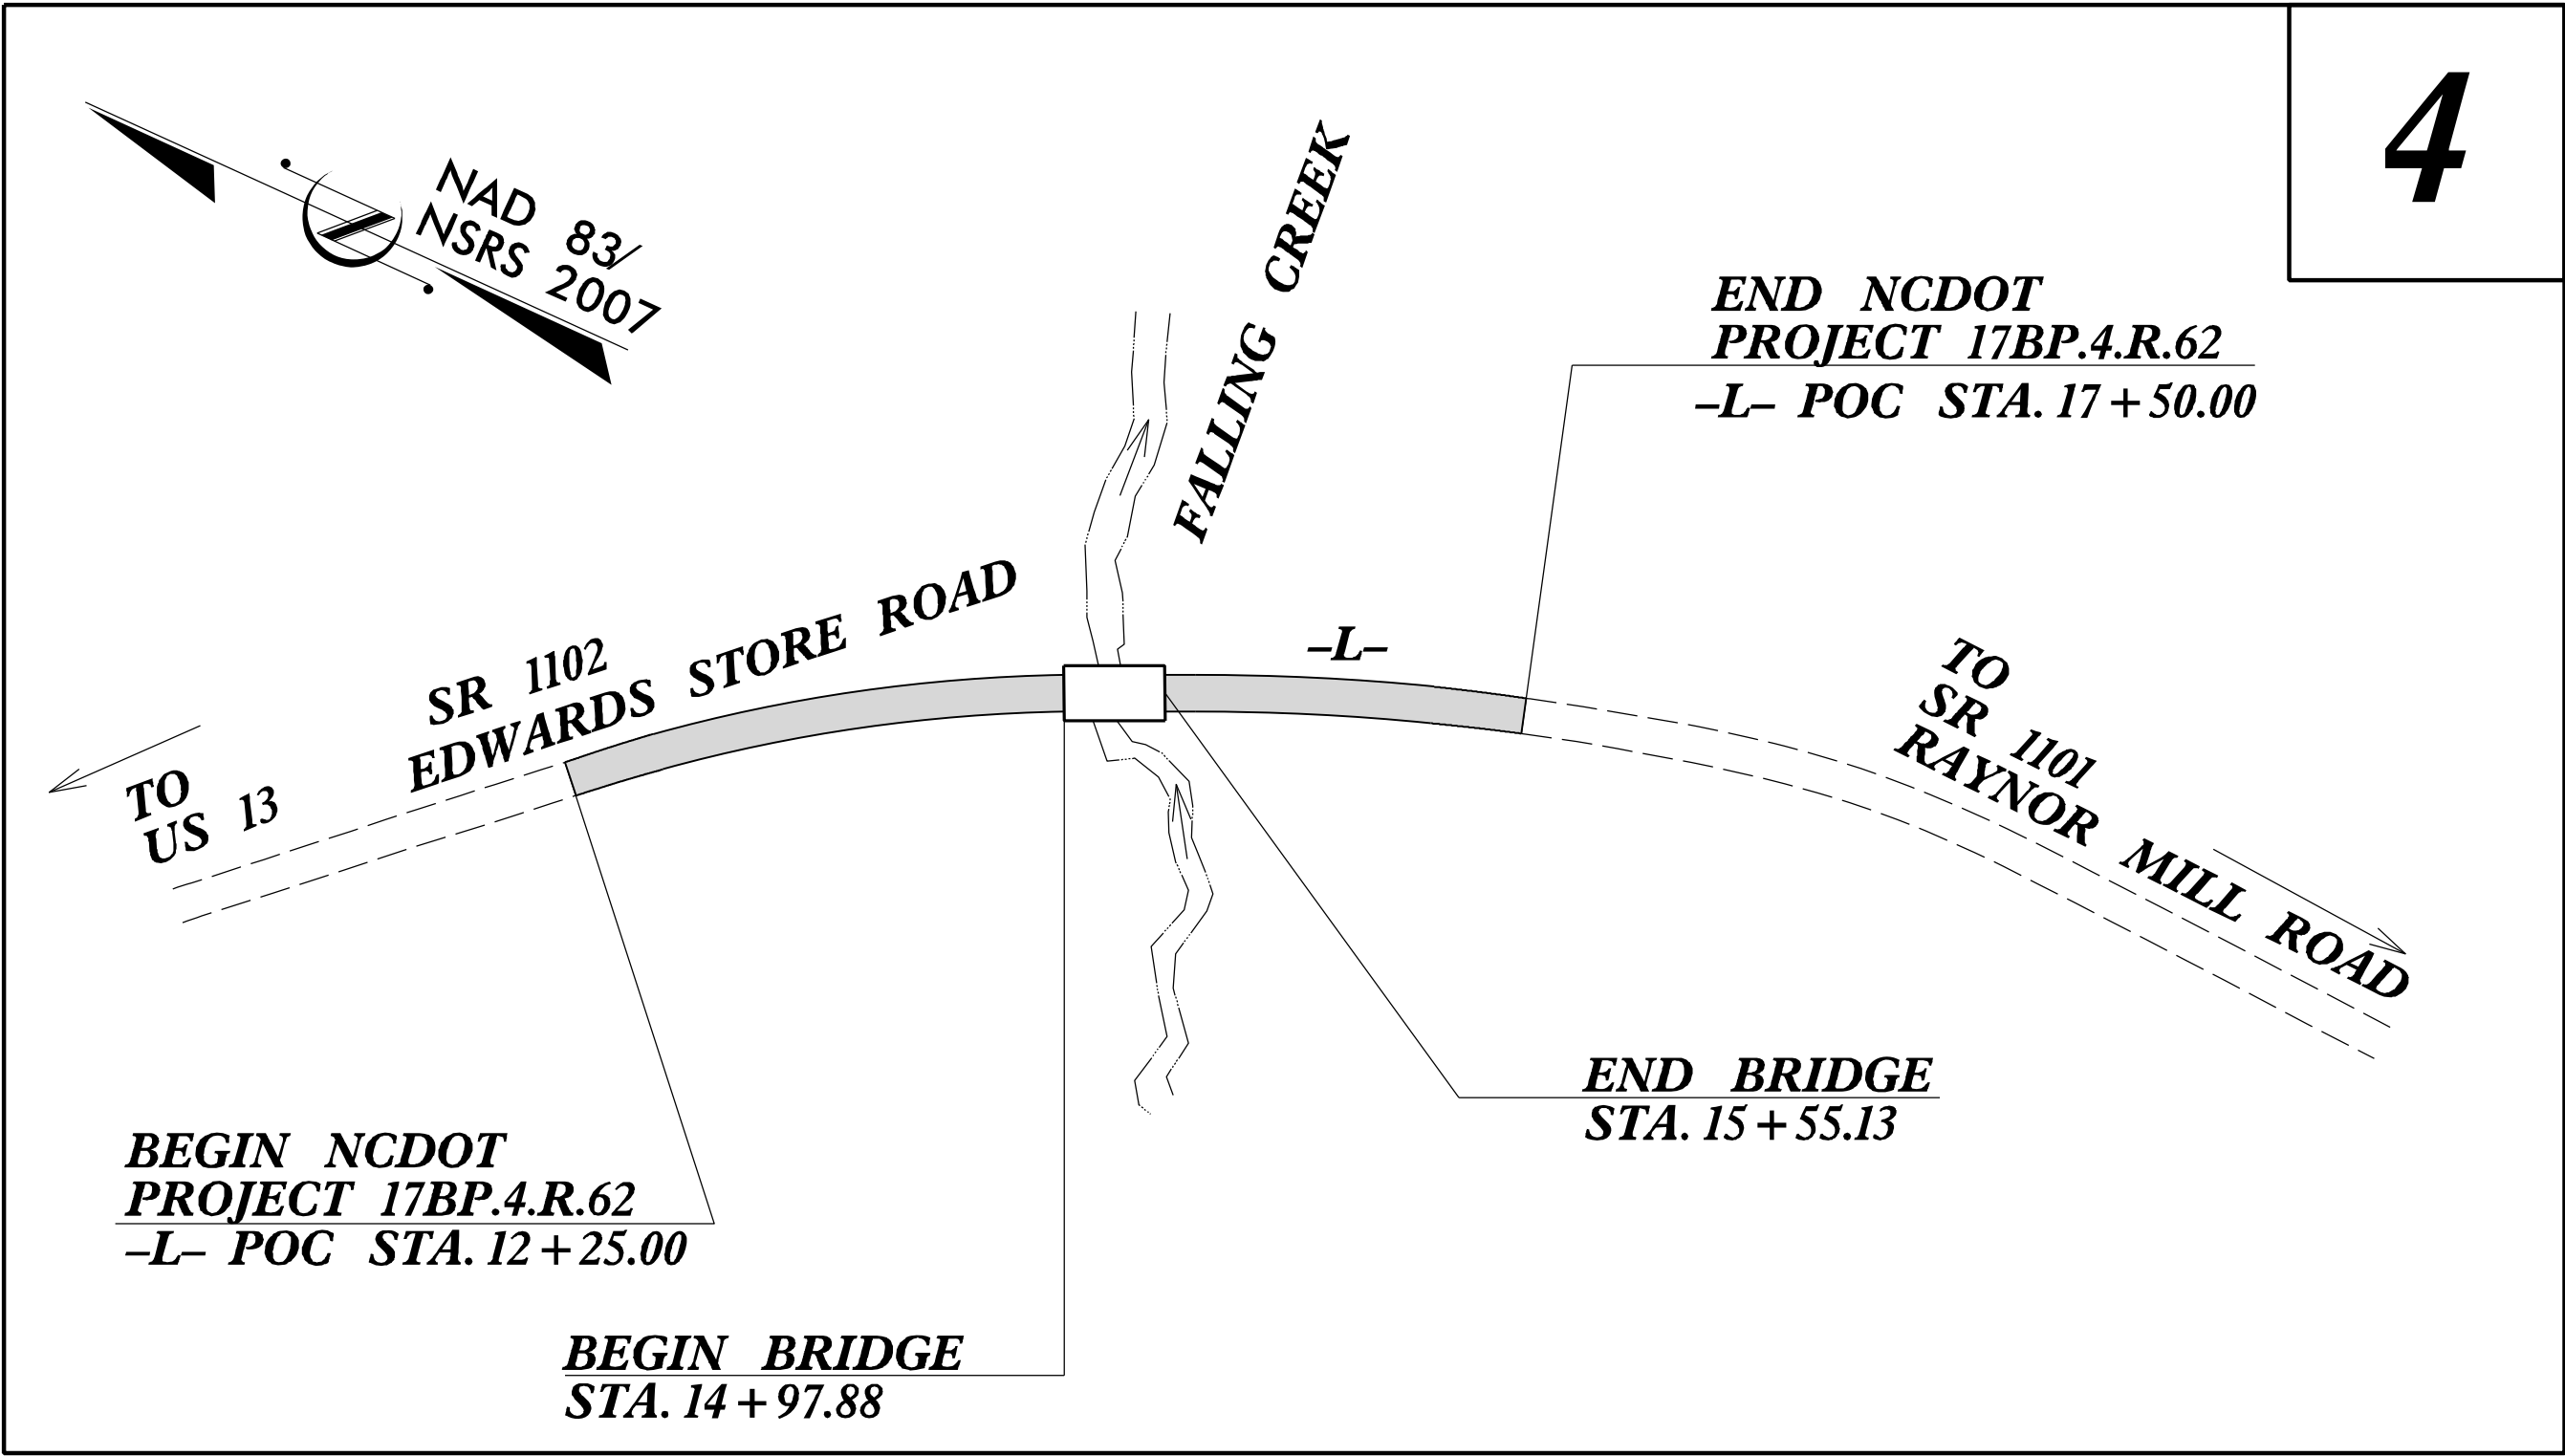 4
NAD 83/
NSRS 2007
FALLING CREEK
END NCDOT
PROJECT 17BP.4.R.62
–L– POC STA. 17+50.00
SR 1102
EDWARDS STORE ROAD
–L–
TO
US 13
TO
SR 1101
RAYNOR MILL ROAD
END BRIDGE
STA. 15+55.13
BEGIN NCDOT
PROJECT 17BP.4.R.62
–L– POC STA. 12+25.00
BEGIN BRIDGE
STA. 14+97.88